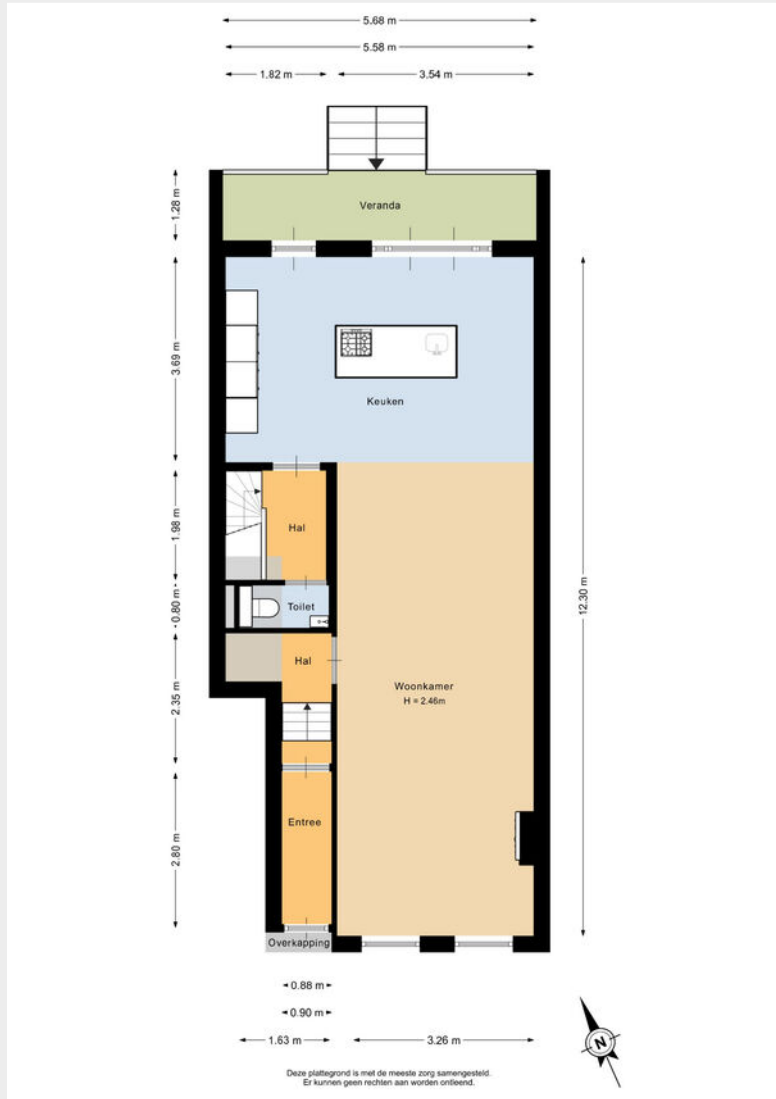 5.68 m
5.58 m
1.82 m
3.54 m
1.28 m
Veranda
3.69 m
Keuken
1.98 m
Hal
12.30 m
0.80 m
Toilet
Hal
2.35 m
Woonkamer
H = 2.46m
Entree
2.80 m
Overkapping
0.88 m
0.90 m
1.63 m
3.26 m
N
Deze plattegrond is met de meeste zorg samengesteld.
Er kunnen geen rechten aan worden ontleend.